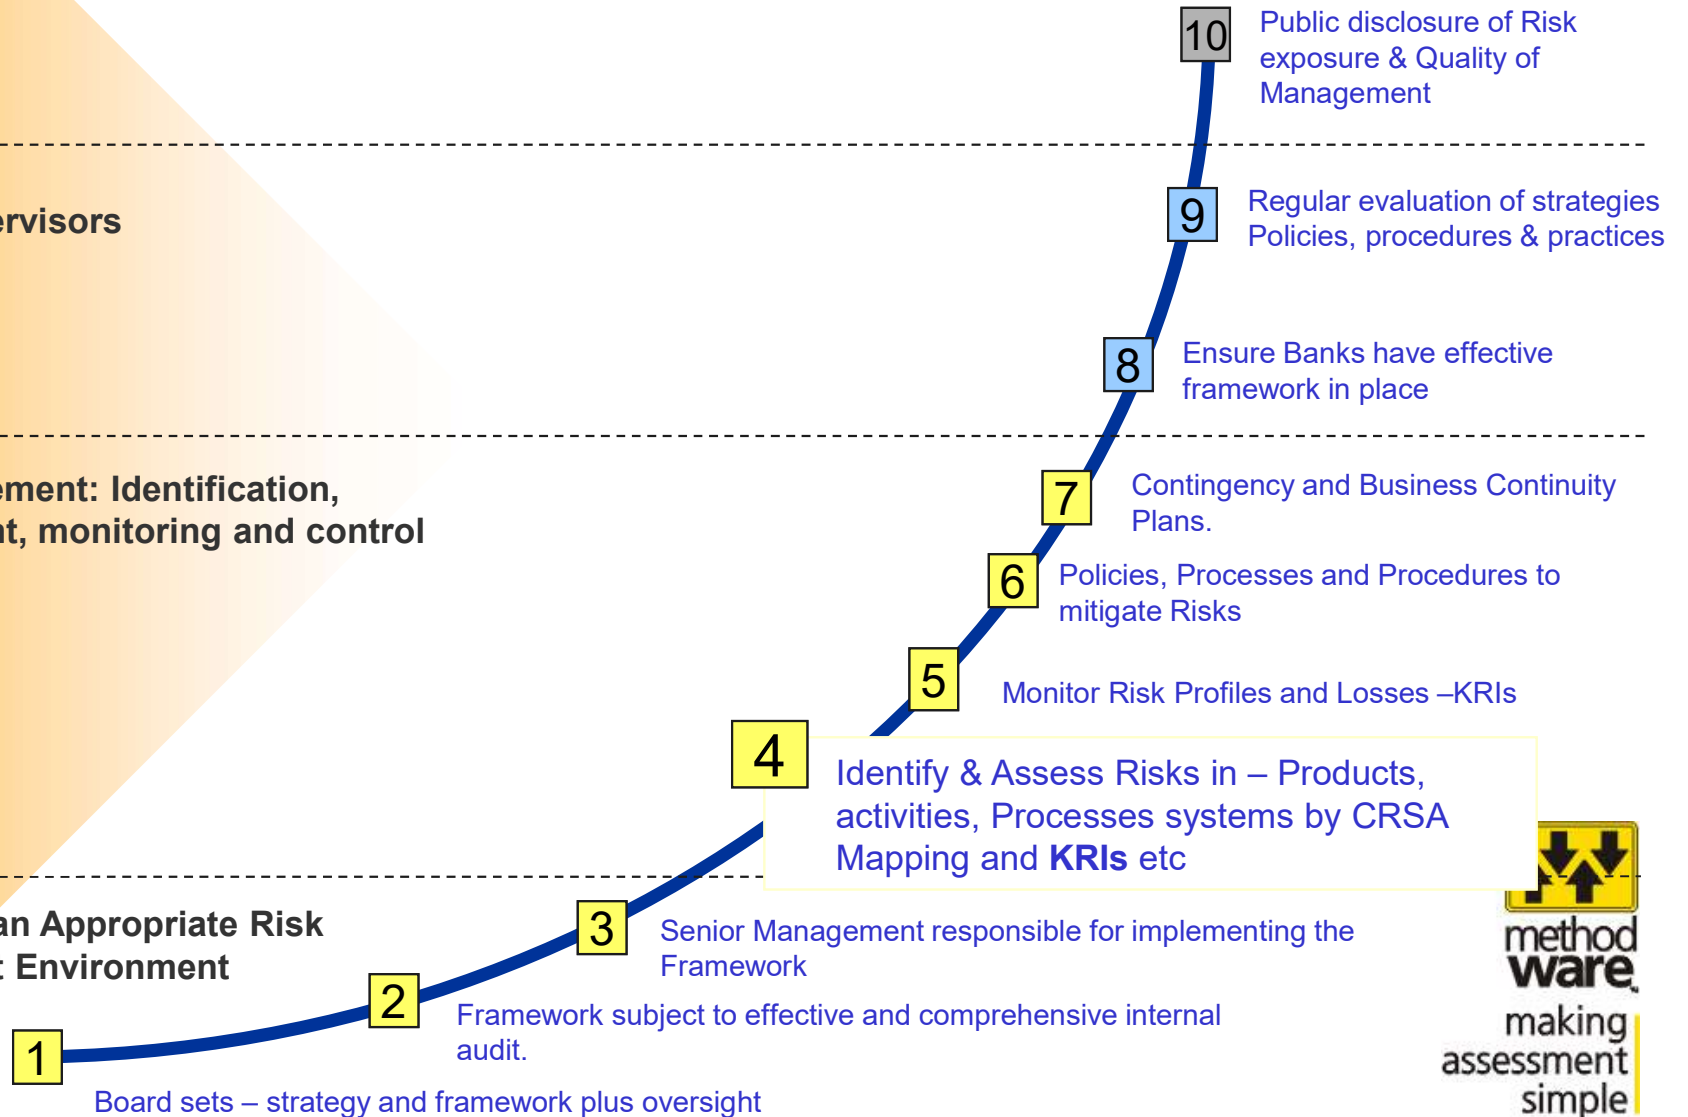 10
Public disclosure of Risk
exposure & Quality of
Management
ervisors
9
Regular evaluation of strategies
Policies, procedures & practices
8
Ensure Banks have effective
framework in place
ement: Identification,
nt, monitoring and control
7
Contingency and Business Continuity
Plans.
6
Policies, Processes and Procedures to
mitigate Risks
5
Monitor Risk Profiles and Losses –KRIs
4
Identify & Assess Risks in – Products,
activities, Processes systems by CRSA
Mapping and KRIs etc
an Appropriate Risk
t Environment
3
Senior Management responsible for implementing the
Framework
2
Framework subject to effective and comprehensive internal
audit.
1
Board sets – strategy and framework plus oversight
method
ware™
making
assessment
simple